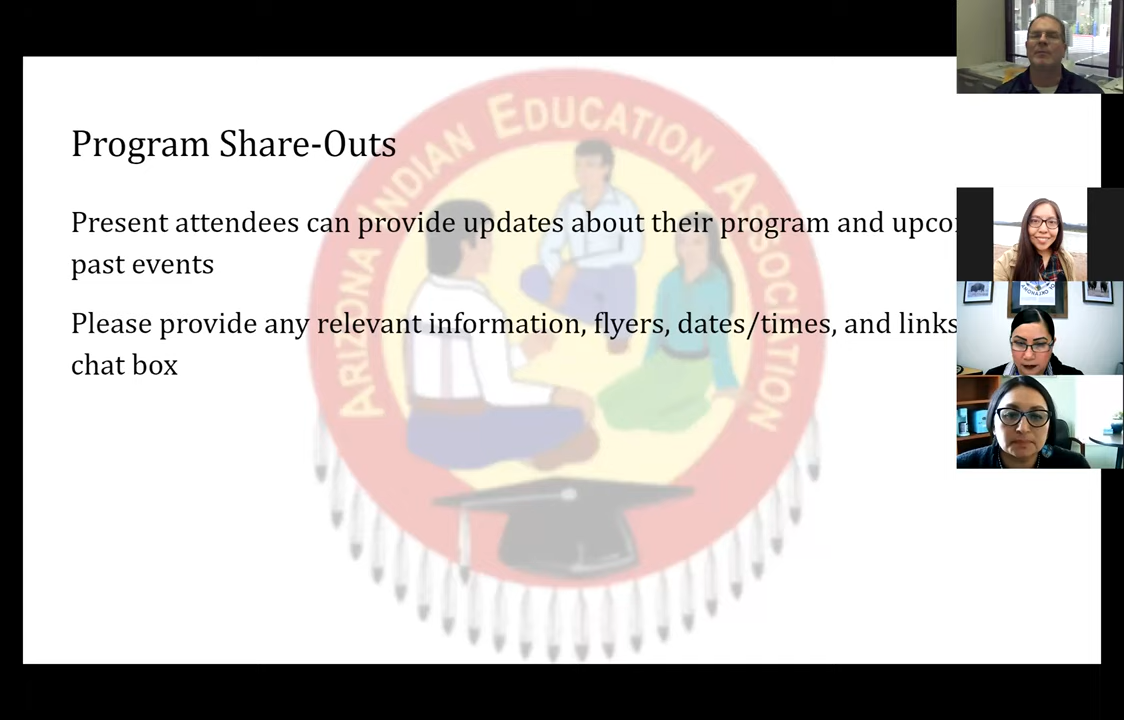 ARIZONA INDIAN EDUCATION ASSOCIATION
Program Share-Outs
Present attendees can provide updates about their program and
past events
Please provide any relevant information, flyers, dates/times, and links
chat box